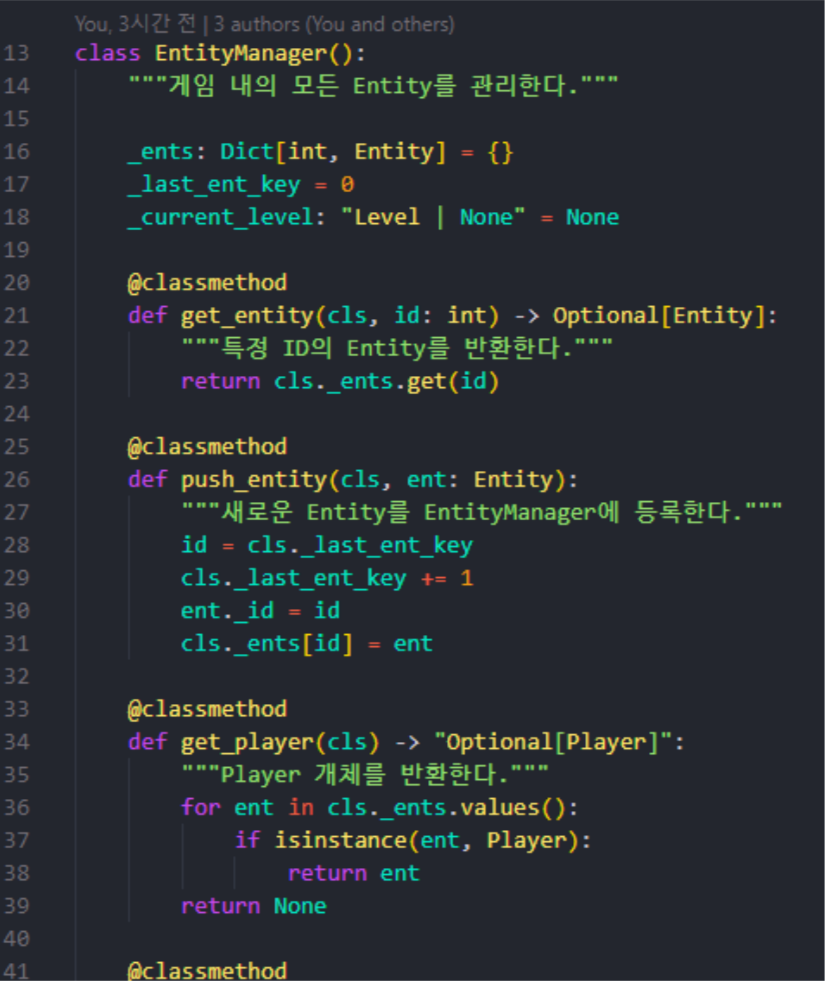 You, 3시간 전 | 3 authors (You and others)
13 class EntityManager():
14     """게임 내의 모든 Entity를 관리한다."""
15
16     _ents: Dict[int, Entity] = {}
17     _last_ent_key = 0
18     _current_level: "Level | None" = None
19
20     @classmethod
21     def get_entity(cls, id: int) -> Optional[Entity]:
22         """특정 ID의 Entity를 반환한다."""
23         return cls._ents.get(id)
24
25     @classmethod
26     def push_entity(cls, ent: Entity):
27         """새로운 Entity를 EntityManager에 등록한다."""
28         id = cls._last_ent_key
29         cls._last_ent_key += 1
30         ent._id = id
31         cls._ents[id] = ent
32
33     @classmethod
34     def get_player(cls) -> "Optional[Player]":
35         """Player 개체를 반환한다."""
36         for ent in cls._ents.values():
37             if isinstance(ent, Player):
38                 return ent
39         return None
40
41     @classmethod